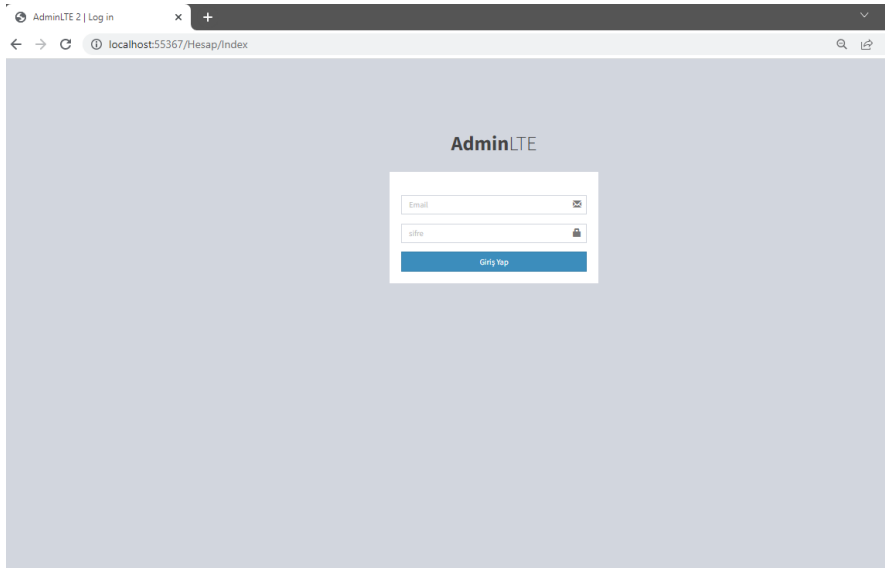 AdminLTE 2 | Log in
localhost:55367/Hesap/Index
AdminLTE
Email
sifre
Giriş Yap